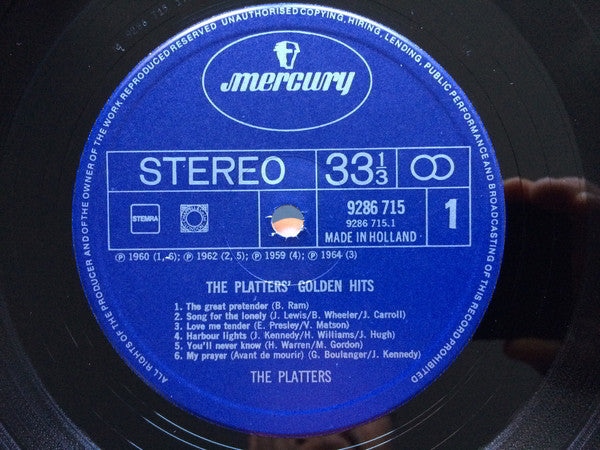 ALL RIGHTS OF THE PRODUCER AND OF THE OWNER OF THE WORK REPRODUCED RESERVED UNAUTHORISED COPYING, HIRING, LENDING, PUBLIC PERFORMANCE AND BROADCASTING OF THIS RECORD PROHIBITED
mercury
STEREO 33 1/3
STEMRA
9286 715
9286 715.1
MADE IN HOLLAND
1
℗ 1960 (1,6); ℗ 1962 (2, 5); ℗ 1959 (4); ℗ 1964 (3)
THE PLATTERS' GOLDEN HITS
1. The great pretender (B. Ram)
2. Song for the lonely (J. Lewis/B. Wheeler/J. Carroll)
3. Love me tender (E. Presley/V. Matson)
4. Harbour lights (J. Kennedy/H. Williams/J. Hugh)
5. You'll never know (H. Warren/M. Gordon)
6. My prayer (Avant de mourir) (G. Boulanger/J. Kennedy)
THE PLATTERS